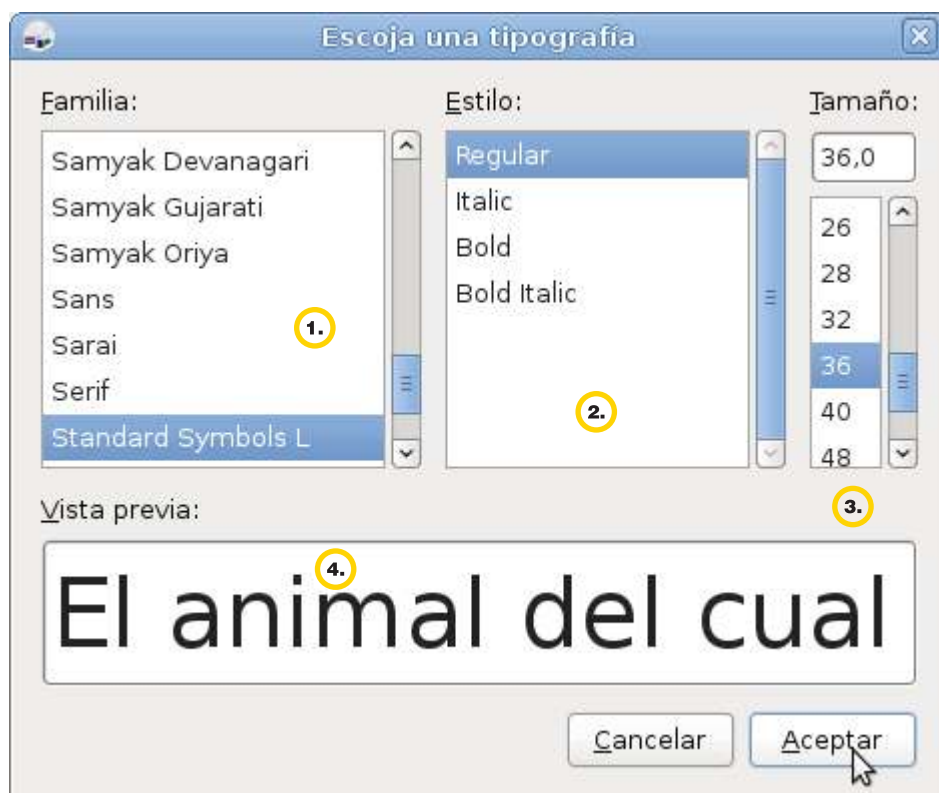 Escoja una tipografía
Familia:
Samyak Devanagari
Samyak Gujarati
Samyak Oriya
Sans
Sarai
Serif
Standard Symbols L
1.
Estilo:
Regular
Italic
Bold
Bold Italic
2.
Tamaño:
36,0
26
28
32
36
40
48
3.
Vista previa:
4.
El animal del cual
Cancelar
Aceptar